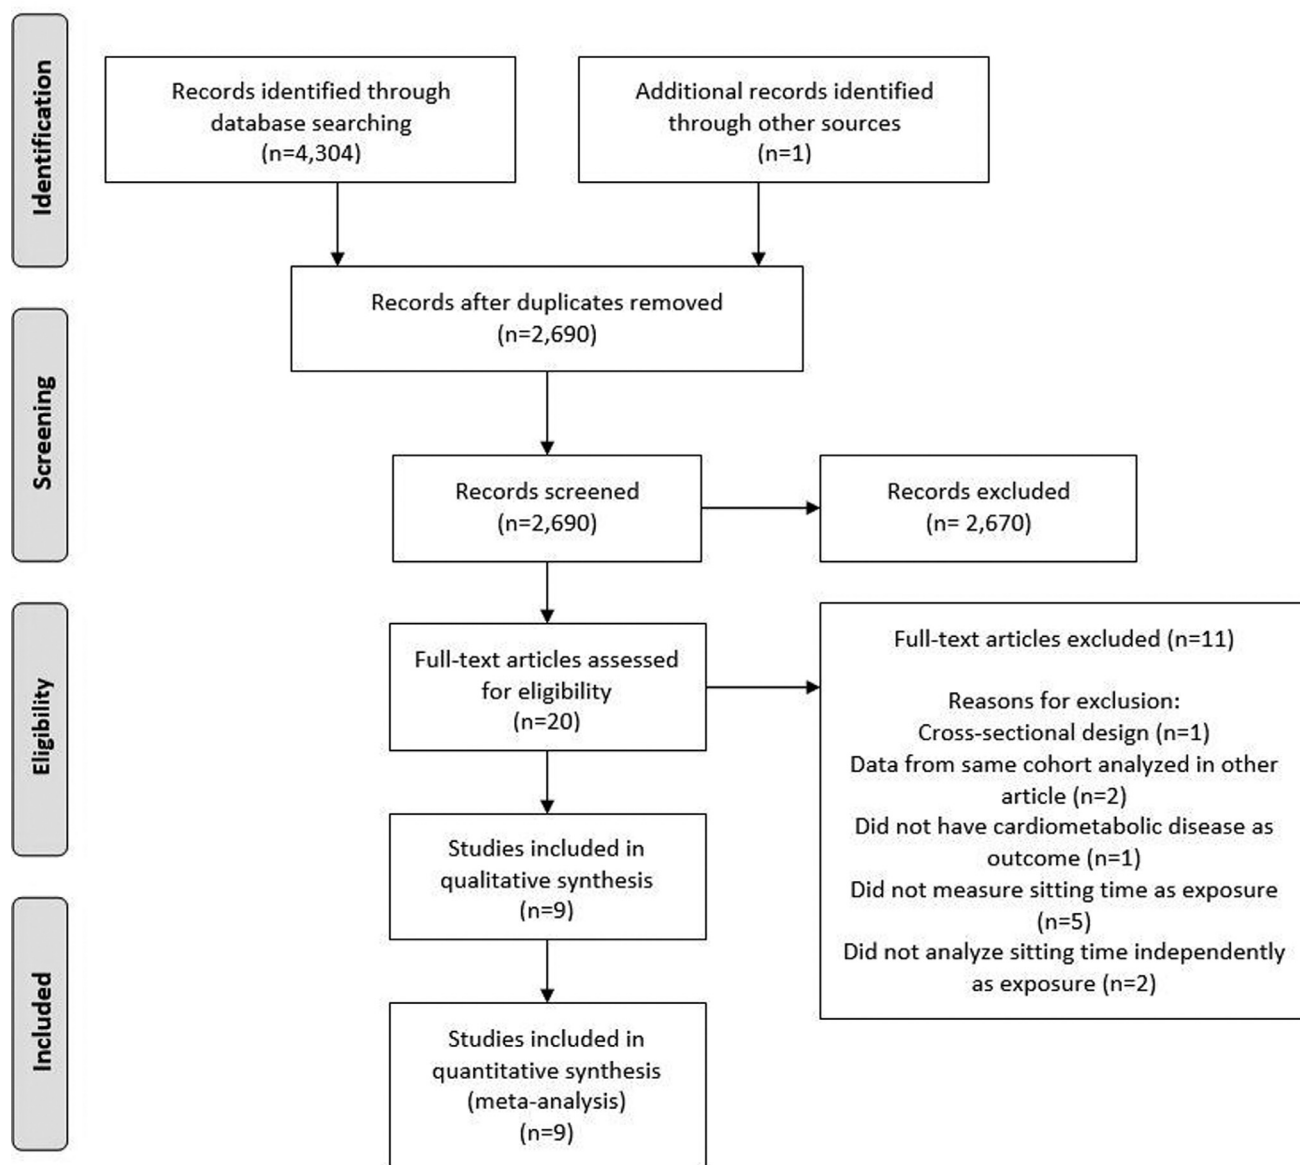 Identification
Records identified through
database searching
(n=4,304)
Additional records identified
through other sources
(n=1)
Records after duplicates removed
(n=2,690)
Screening
Records screened
(n=2,690)
Records excluded
(n= 2,670)
Eligibility
Full-text articles assessed
for eligibility
(n=20)
Full-text articles excluded (n=11)
Reasons for exclusion:
Cross-sectional design (n=1)
Data from same cohort analyzed in other
article (n=2)
Did not have cardiometabolic disease as
outcome (n=1)
Did not measure sitting time as exposure
(n=5)
Did not analyze sitting time independently
as exposure (n=2)
Studies included in
qualitative synthesis
(n=9)
Included
Studies included in
quantitative synthesis
(meta-analysis)
(n=9)